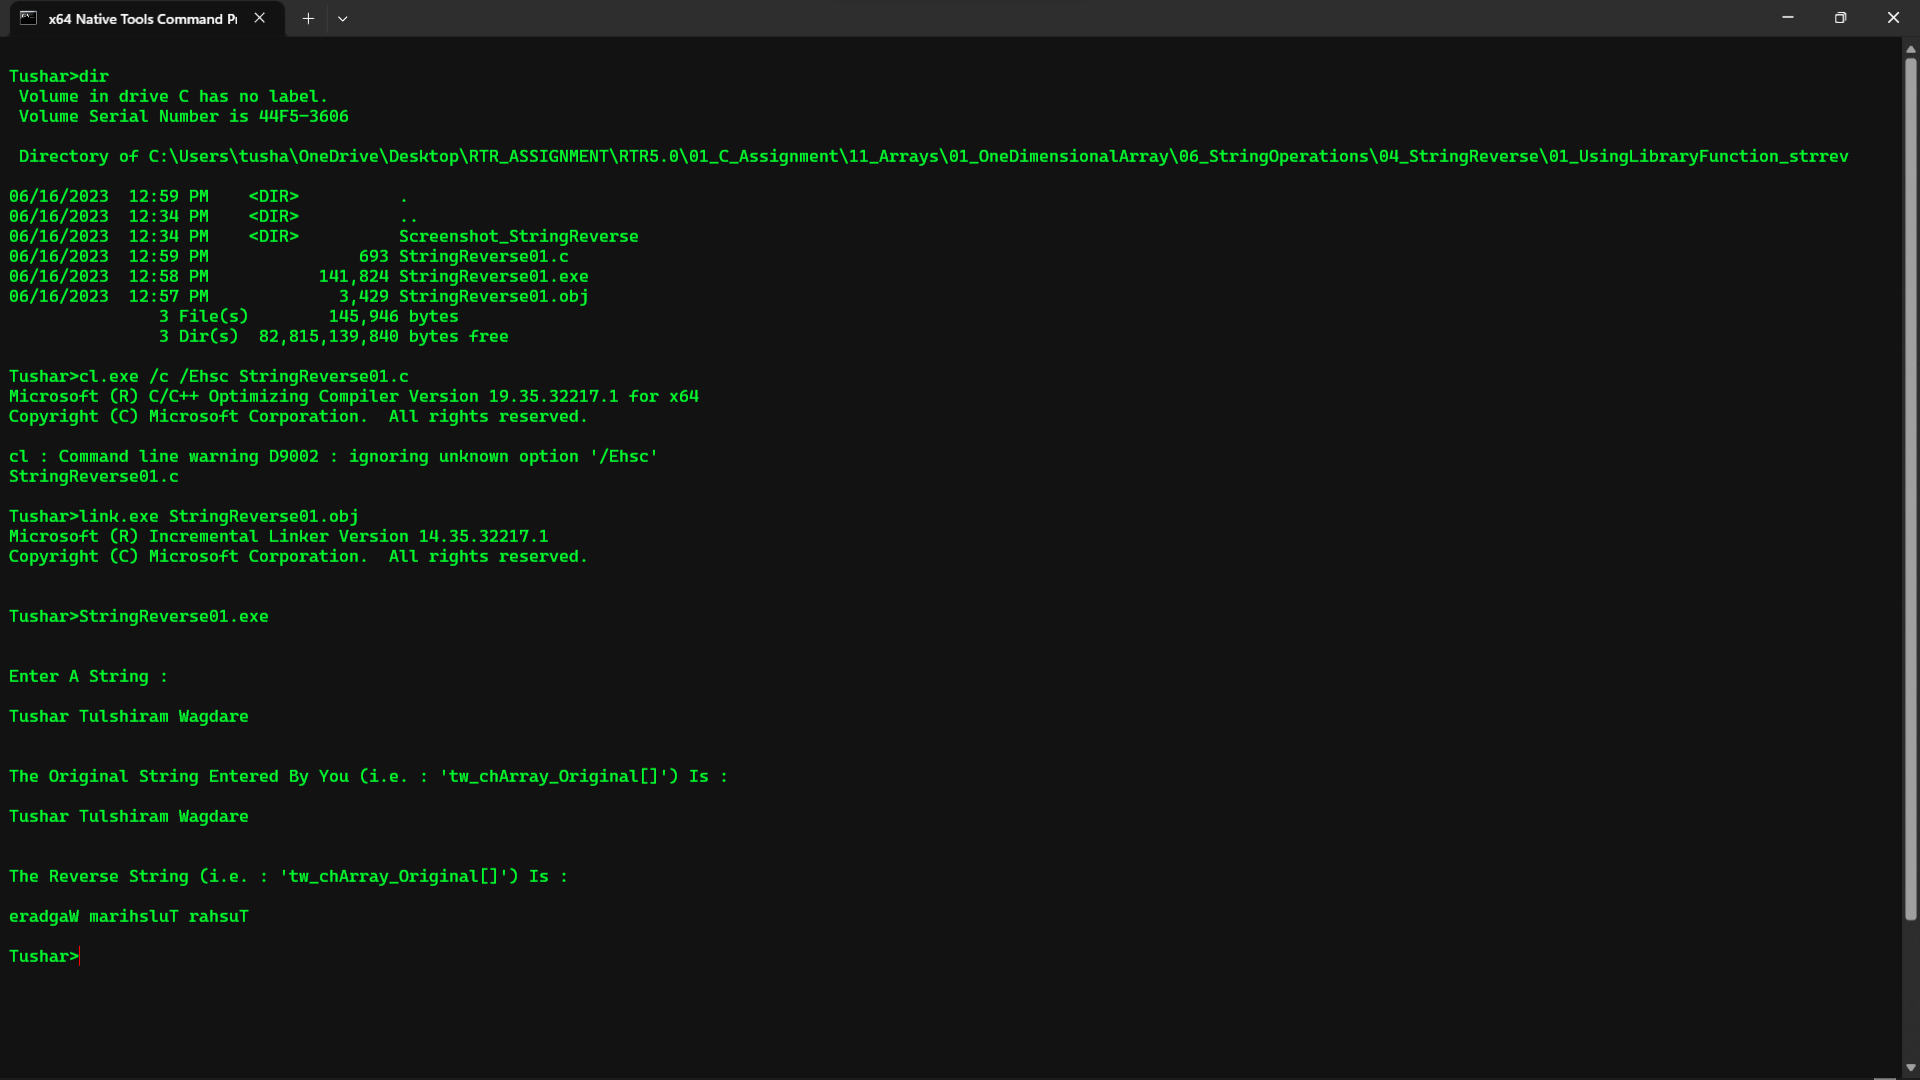 x64 Native Tools Command P
Tushar>dir
 Volume in drive C has no label.
 Volume Serial Number is 44F5-3606
 Directory of C:\Users\tusha\OneDrive\Desktop\RTR_ASSIGNMENT\RTR5.0\01_C_Assignment\11_Arrays\01_OneDimensionalArray\06_StringOperations\04_StringReverse\01_UsingLibraryFunction_strrev
06/16/2023  12:59 PM    <DIR>          .
06/16/2023  12:34 PM    <DIR>          ..
06/16/2023  12:34 PM    <DIR>          Screenshot_StringReverse
06/16/2023  12:59 PM               693 StringReverse01.c
06/16/2023  12:58 PM           141,824 StringReverse01.exe
06/16/2023  12:57 PM             3,429 StringReverse01.obj
               3 File(s)        145,946 bytes
               3 Dir(s)  82,815,139,840 bytes free
Tushar>cl.exe /c /Ehsc StringReverse01.c
Microsoft (R) C/C++ Optimizing Compiler Version 19.35.32217.1 for x64
Copyright (C) Microsoft Corporation.  All rights reserved.
cl : Command line warning D9002 : ignoring unknown option '/Ehsc'
StringReverse01.c
Tushar>link.exe StringReverse01.obj
Microsoft (R) Incremental Linker Version 14.35.32217.1
Copyright (C) Microsoft Corporation.  All rights reserved.
Tushar>StringReverse01.exe
Enter A String :
Tushar Tulshiram Wagdare
The Original String Entered By You (i.e. : 'tw_chArray_Original[]') Is :
Tushar Tulshiram Wagdare
The Reverse String (i.e. : 'tw_chArray_Original[]') Is :
eradgaW marihsluT rahsuT
Tushar>